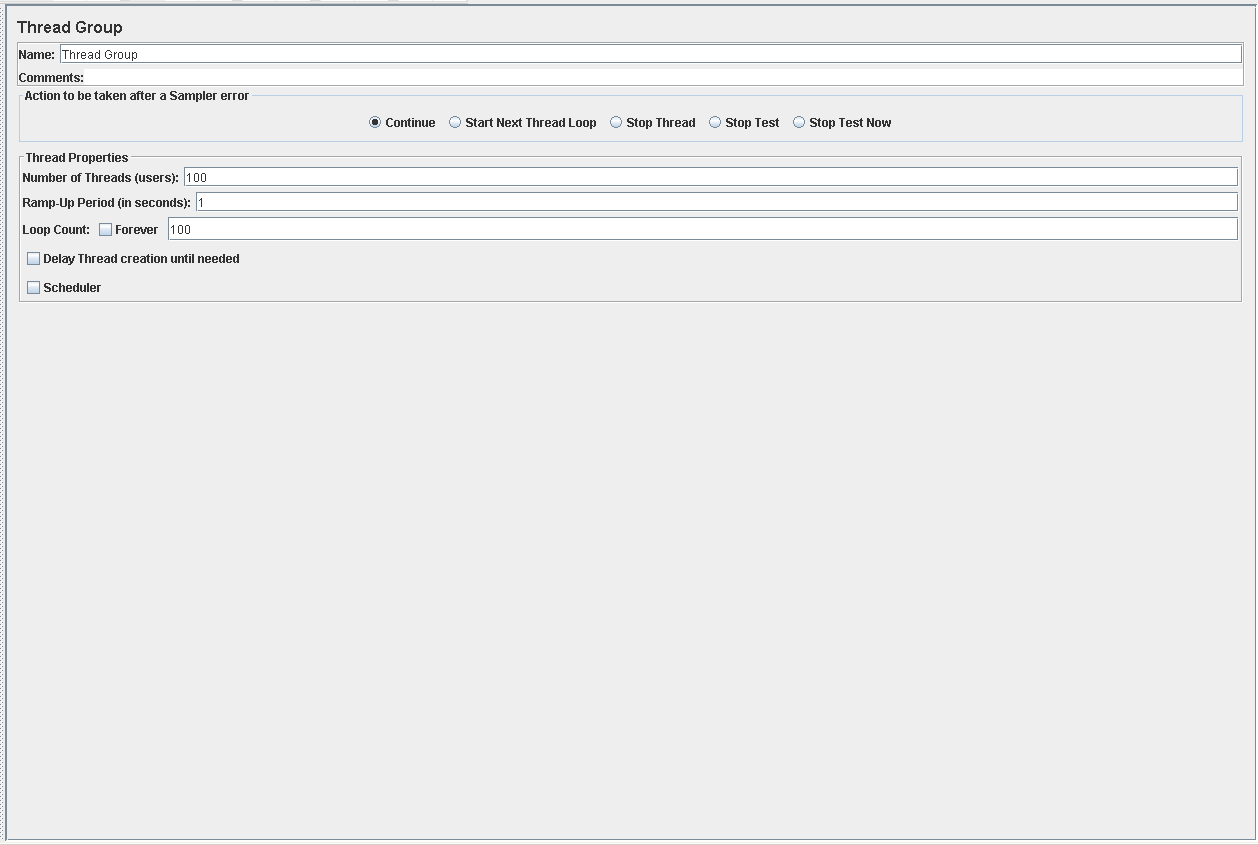 Thread Group
Name: Thread Group
Comments:
Action to be taken after a Sampler error
Continue Start Next Thread Loop Stop Thread Stop Test Stop Test Now
Thread Properties
Number of Threads (users): 100
Ramp-Up Period (in seconds): 1
Loop Count: Forever 100
Delay Thread creation until needed
Scheduler